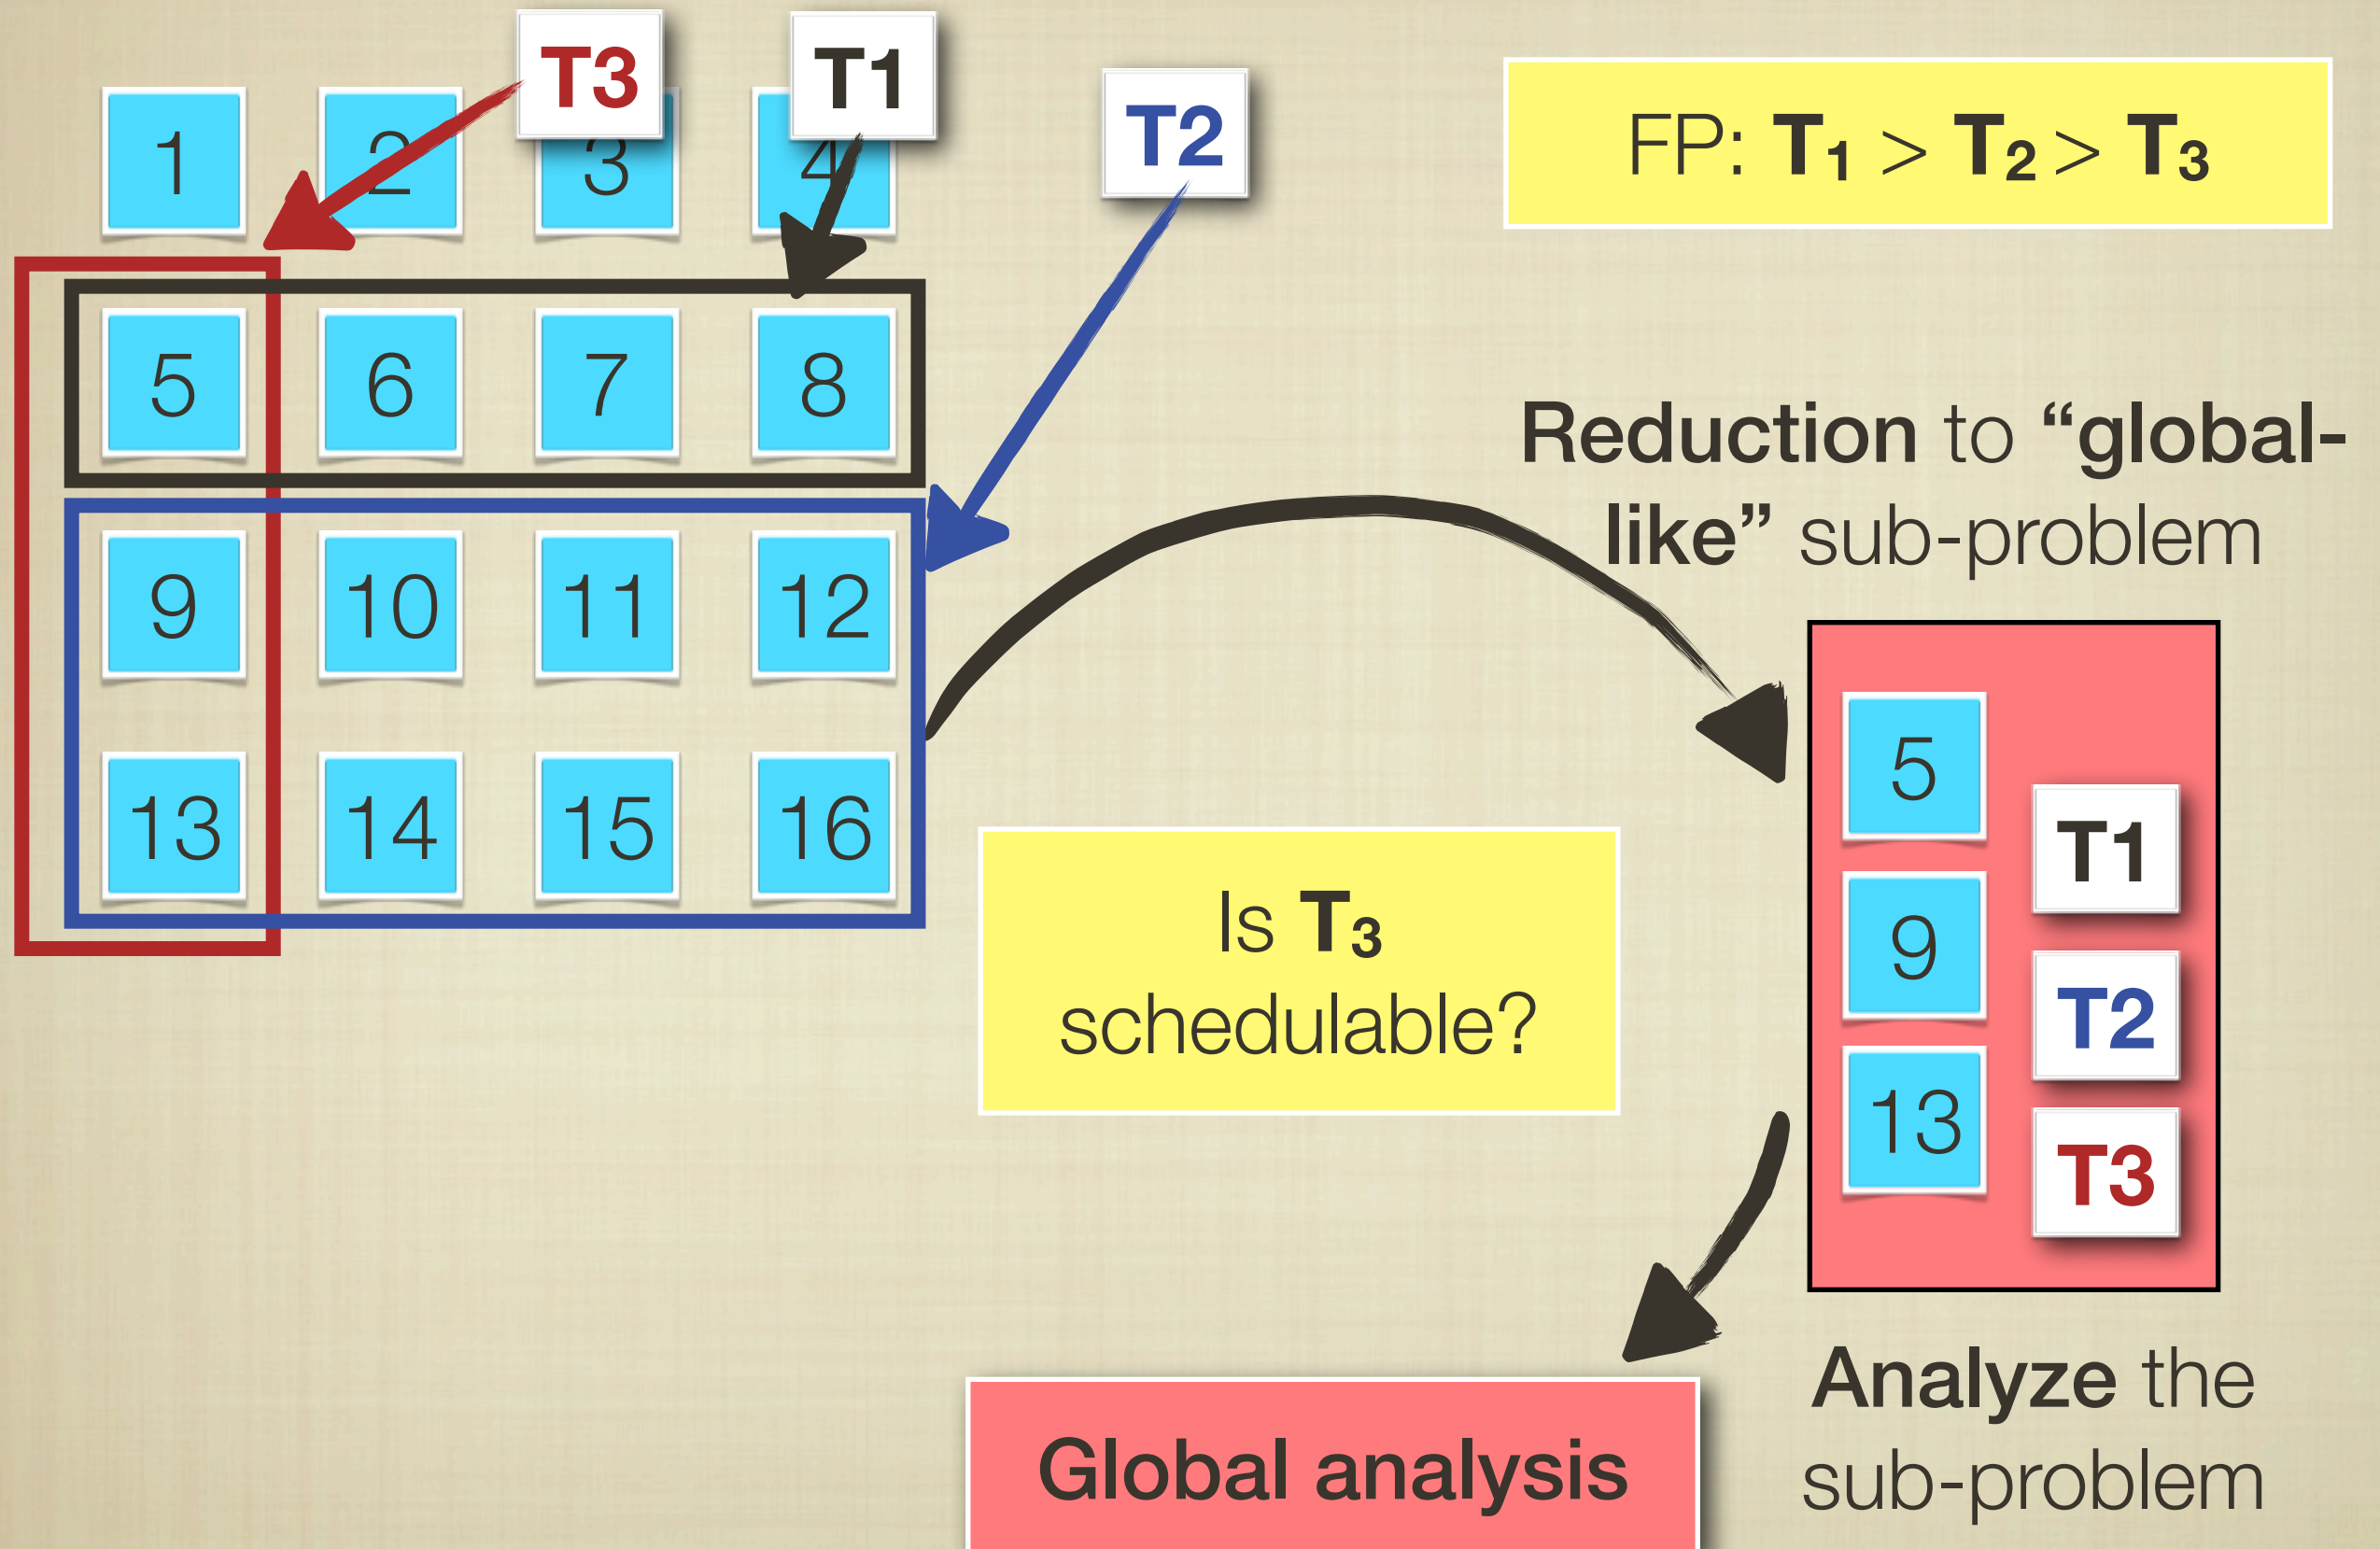 T3
T1
T2
FP: T₁ > T₂ > T₃
1
2
3
4
5
6
7
8
9
10
11
12
13
14
15
16
Reduction to “global-
like” sub-problem
Is T₃
schedulable?
5
9
13
T1
T2
T3
Analyze the
sub-problem
Global analysis